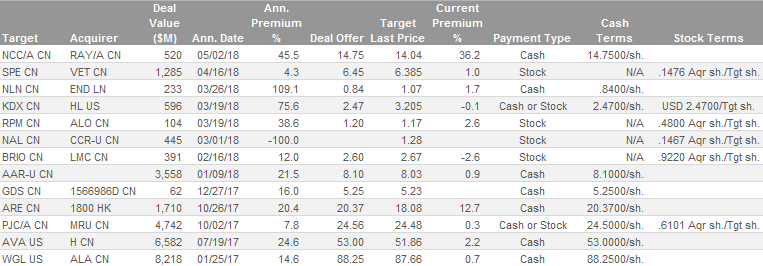 Deal Ann. Target Current
Value Premium Premium Cash
Target Acquirer ($M) Ann. Date % Deal Offer Last Price % Payment Type Terms Stock Terms
NCC/A CN RAY/A CN 520 05/02/18 45.5 14.75 14.04 36.2 Cash 14.7500/sh.
SPE CN VET CN 1,285 04/16/18 4.3 6.45 6.385 1.0 Stock N/A .1476 Aqr sh./Tgt sh.
NLN CN END LN 233 03/26/18 109.1 0.84 1.07 1.7 Cash .8400/sh.
KDX CN HL US 596 03/19/18 75.6 2.47 3.205 -0.1 Cash or Stock 2.4700/sh. USD 2.4700/Tgt sh.
RPM CN ALO CN 104 03/19/18 38.6 1.20 1.17 2.6 Stock N/A .4800 Aqr sh./Tgt sh.
NAL CN CCR-U CN 445 03/01/18 -100.0 1.28 Stock N/A .1467 Aqr sh./Tgt sh.
BRIO CN LMC CN 391 02/16/18 12.0 2.60 2.67 -2.6 Stock N/A .9220 Aqr sh./Tgt sh.
AAR-U CN 3,558 01/09/18 21.5 8.10 8.03 0.9 Cash 8.1000/sh.
GDS CN 1566986D CN 62 12/27/17 16.0 5.25 5.23 Cash 5.2500/sh.
ARE CN 1800 HK 1,710 10/26/17 20.4 20.37 18.08 12.7 Cash 20.3700/sh.
PJC/A CN MRU CN 4,742 10/02/17 7.8 24.56 24.48 0.3 Cash or Stock 24.5000/sh. .6101 Aqr sh./Tgt sh.
AVA US H CN 6,582 07/19/17 24.6 53.00 51.86 2.2 Cash 53.0000/sh.
WGL US ALA CN 8,218 01/25/17 14.6 88.25 87.66 0.7 Cash 88.2500/sh.